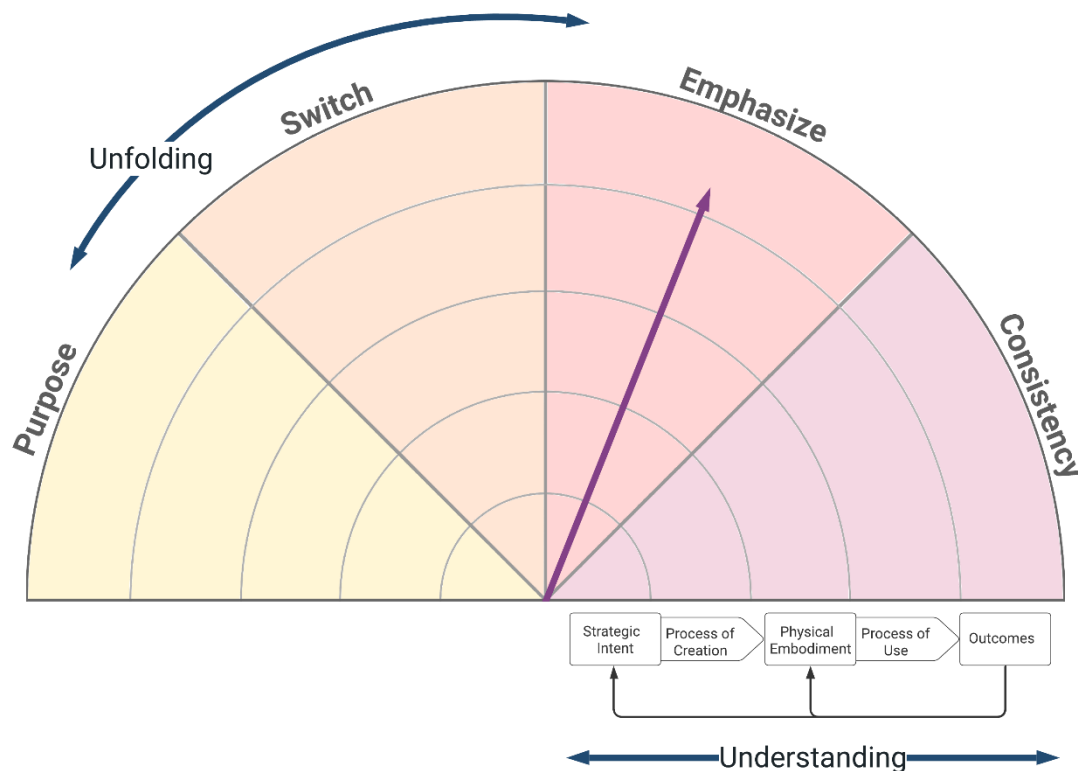 Emphasize
Switch
Unfolding
Purpose
Consistency
Strategic
Intent
Process of
Creation
Physical
Embodiment
Process of
Use
Outcomes
Understanding